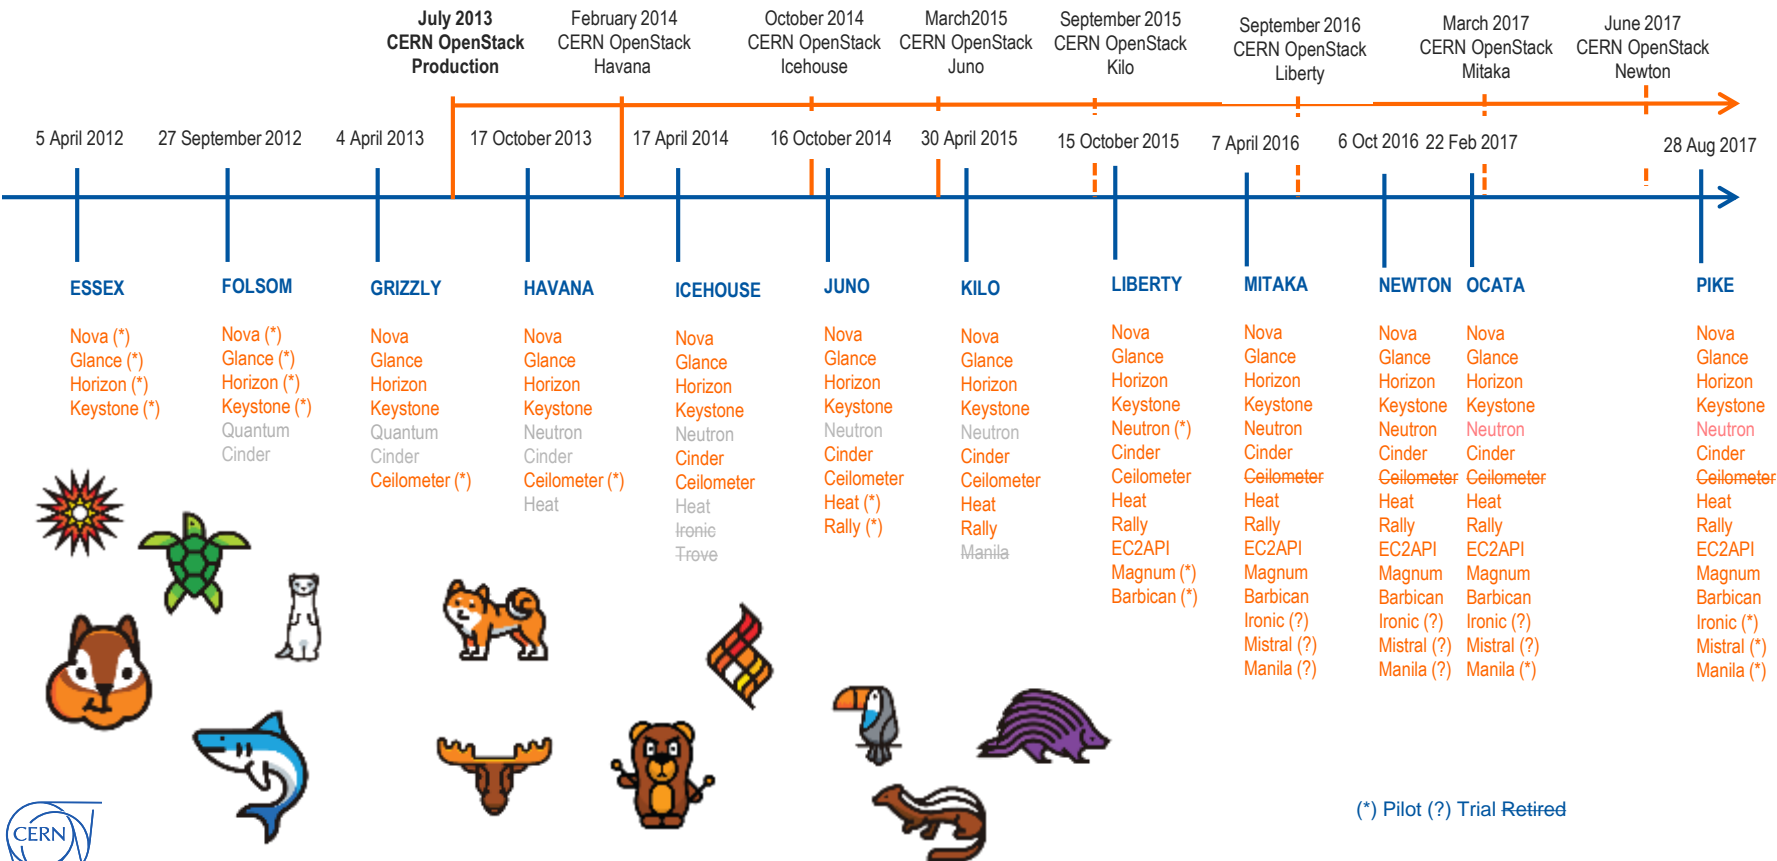 July 2013
CERN OpenStack
Production
February 2014
CERN OpenStack
Havana
October 2014
CERN OpenStack
Icehouse
March2015
CERN OpenStack
Juno
September 2015
CERN OpenStack
Kilo
September 2016
CERN OpenStack
Liberty
March 2017
CERN OpenStack
Mitaka
June 2017
CERN OpenStack
Newton
5 April 2012
27 September 2012
4 April 2013
17 October 2013
17 April 2014
16 October 2014
30 April 2015
15 October 2015
7 April 2016
6 Oct 2016
22 Feb 2017
28 Aug 2017
ESSEX
Nova (*)
Glance (*)
Horizon (*)
Keystone (*)
FOLSOM
Nova (*)
Glance (*)
Horizon (*)
Keystone (*)
Quantum
Cinder
GRIZZLY
Nova
Glance
Horizon
Keystone
Quantum
Cinder
Ceilometer (*)
HAVANA
Nova
Glance
Horizon
Keystone
Neutron
Cinder
Ceilometer (*)
Heat
ICEHOUSE
Nova
Glance
Horizon
Keystone
Neutron
Cinder
Ceilometer
Heat
Ironic
Trove
JUNO
Nova
Glance
Horizon
Keystone
Neutron
Cinder
Ceilometer
Heat (*)
Rally (*)
KILO
Nova
Glance
Horizon
Keystone
Neutron
Cinder
Ceilometer
Heat
Rally
Manila
LIBERTY
Nova
Glance
Horizon
Keystone
Neutron (*)
Cinder
Ceilometer
Heat
Rally
EC2API
Magnum (*)
Barbican (*)
MITAKA
Nova
Glance
Horizon
Keystone
Neutron
Cinder
Ceilometer
Heat
Rally
EC2API
Magnum
Barbican
Ironic (?)
Mistral (?)
Manila (?)
NEWTON
Nova
Glance
Horizon
Keystone
Neutron
Cinder
Ceilometer
Heat
Rally
EC2API
Magnum
Barbican
Ironic (?)
Mistral (?)
Manila (?)
OCATA
Nova
Glance
Horizon
Keystone
Neutron
Cinder
Ceilometer
Heat
Rally
EC2API
Magnum
Barbican
Ironic (?)
Mistral (?)
Manila (*)
PIKE
Nova
Glance
Horizon
Keystone
Neutron
Cinder
Ceilometer
Heat
Rally
EC2API
Magnum
Barbican
Ironic (*)
Mistral (*)
Manila (*)
(*) Pilot (?) Trial Retired
CERN